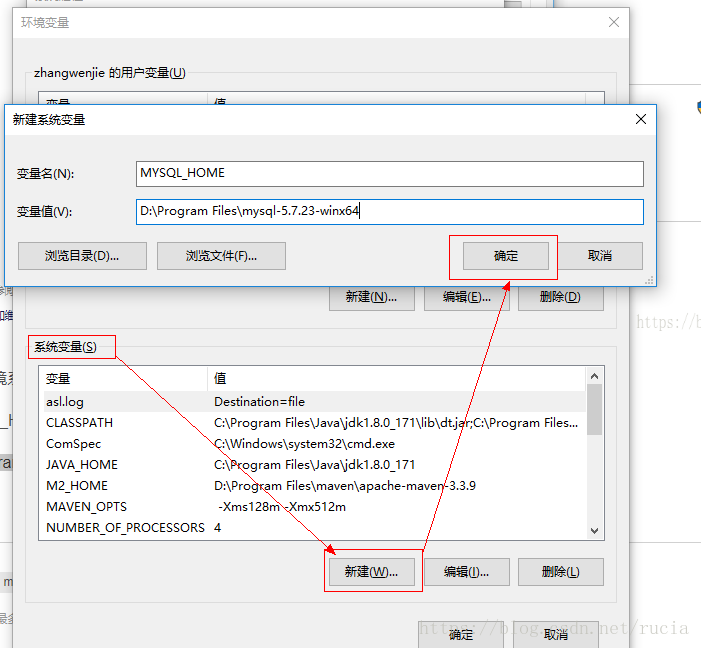 环境变量
zhangwenjie 的用户变量(U)
变量 值
新建系统变量
变量名(N): MYSQL_HOME
变量值(V): D:\Program Files\mysql-5.7.23-winx64
浏览目录(D)... 浏览文件(F)... 确定 取消
新建(N)... 编辑(E)... 删除(D)
https://b
系统变量(S)
变量 值
asl.log Destination=file
CLASSPATH C:\Program Files\Java\jdk1.8.0_171\lib\dt.jar;C:\Program Files...
ComSpec C:\Windows\system32\cmd.exe
JAVA_HOME C:\Program Files\Java\jdk1.8.0_171
M2_HOME D:\Program Files\maven\apache-maven-3.3.9
MAVEN_OPTS -Xms128m -Xmx512m
NUMBER_OF_PROCESSORS 4
新建(W)... 编辑(I)... 删除(L)
确定 取消
https://blog.csdn.net/rucia